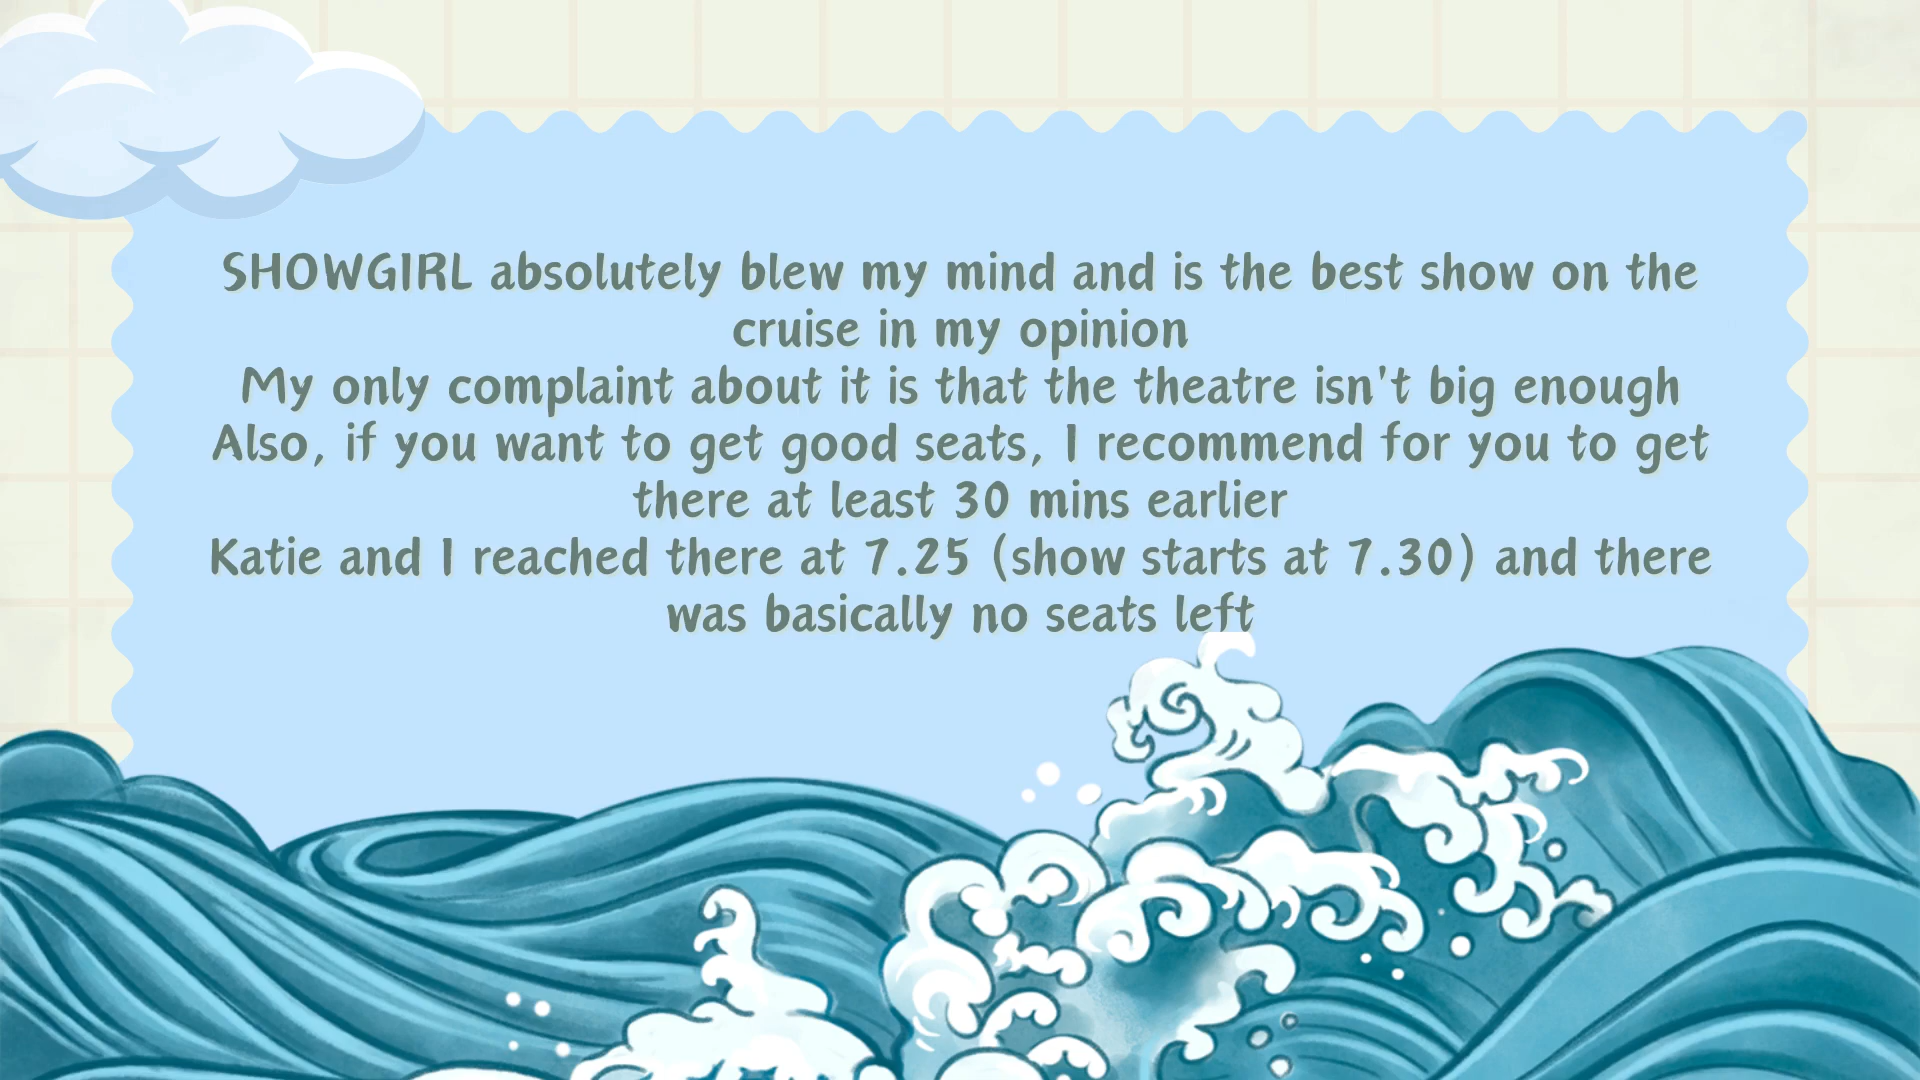 SHOWGIRL absolutely blew my mind and is the best show on the
cruise in my opinion
My only complaint about it is that the theatre isn't big enough
Also, if you want to get good seats, I recommend for you to get
there at least 30 mins earlier
Katie and I reached there at 7.25 (show starts at 7.30) and there
was basically no seats left